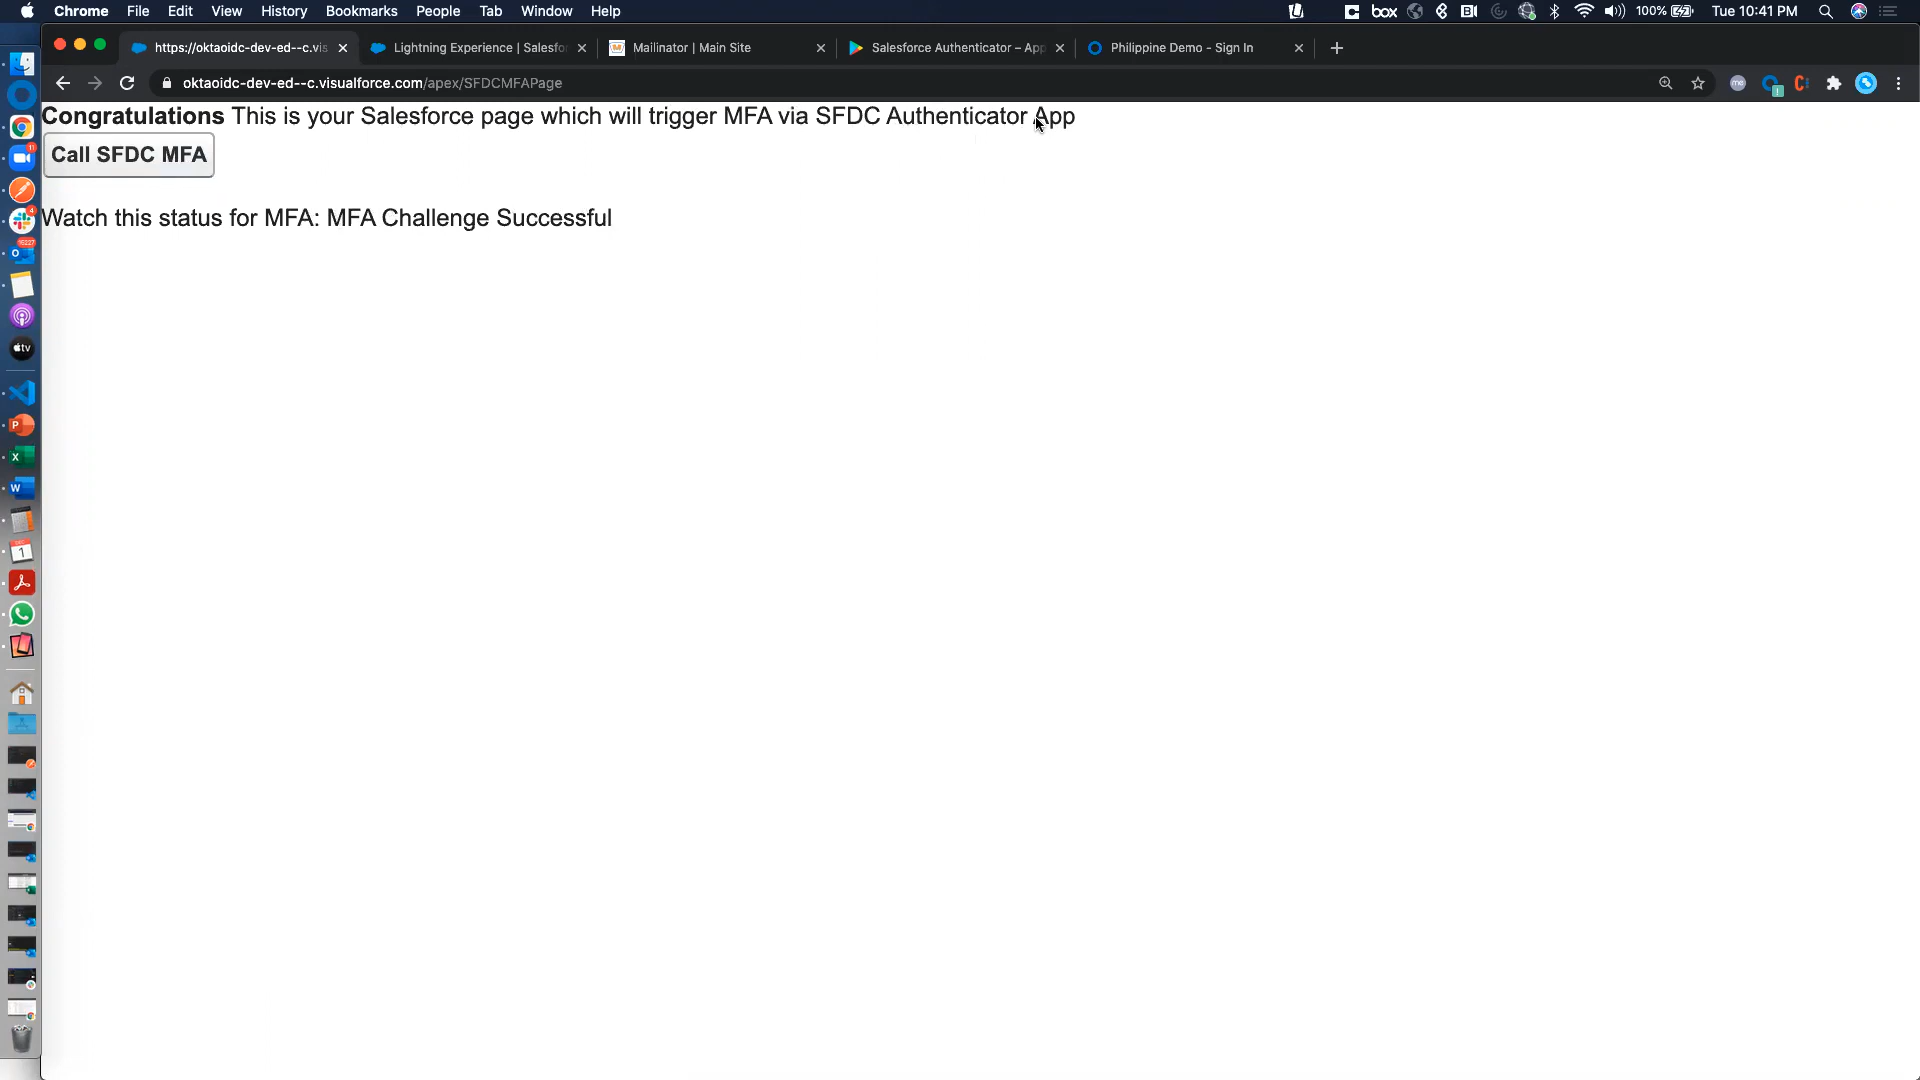 Chrome File Edit View History Bookmarks People Tab Window Help box 100% Tue 10:41 PM
https://oktaoidc-dev-ed--c.vis Lightning Experience | Salesfor Mailinator | Main Site Salesforce Authenticator – App Philippine Demo - Sign In
oktaoidc-dev-ed--c.visualforce.com/apex/SFDCMFAPage
Congratulations This is your Salesforce page which will trigger MFA via SFDC Authenticator App
Call SFDC MFA
Watch this status for MFA: MFA Challenge Successful